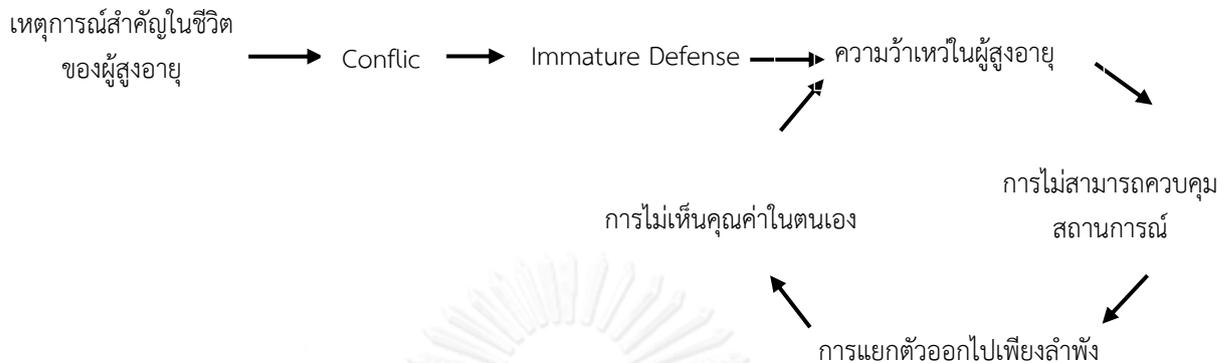 เหตุการณ์สำคัญในชีวิต
ของผู้สูงอายุ
Conflic
Immature Defense
ความว้าเหว่ในผู้สูงอายุ
การไม่สามารถควบคุม
สถานการณ์
การแยกตัวออกไปเพียงลำพัง
การไม่เห็นคุณค่าในตนเอง